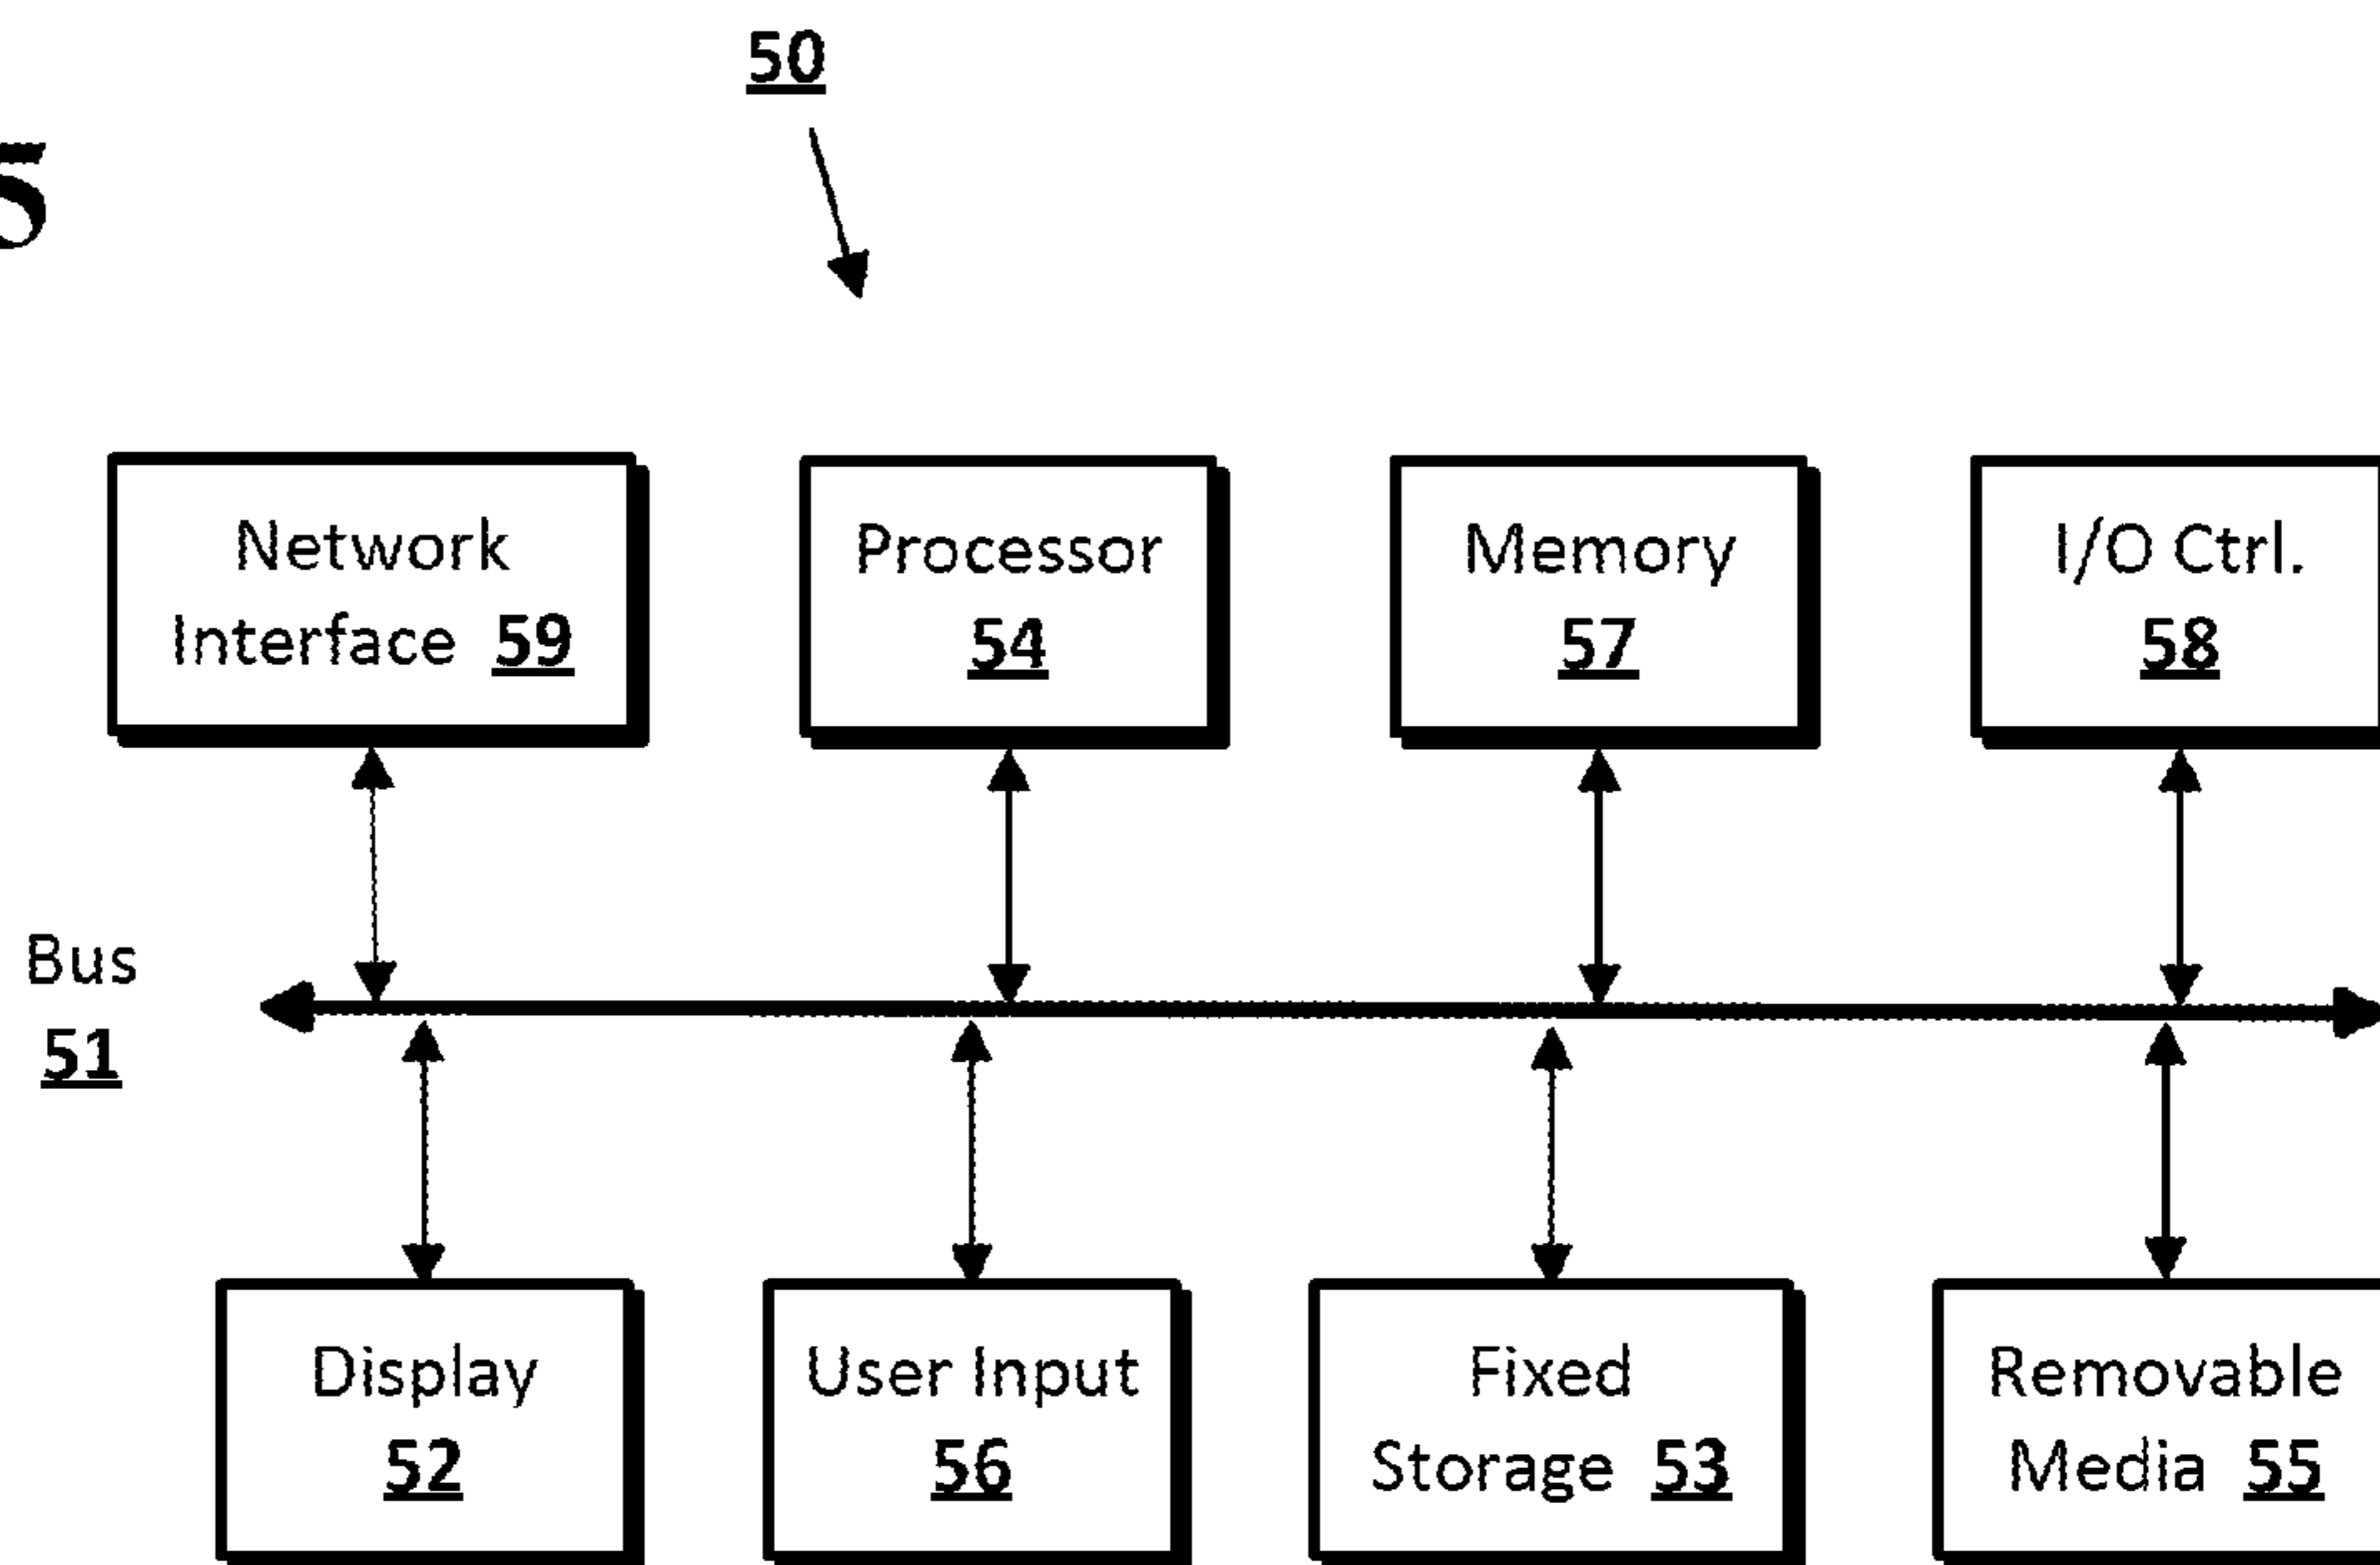 50
5
Network
Interface 59
Processor
54
Memory
57
I/O Ctrl.
58
Bus
51
Display
52
User Input
56
Fixed
Storage 53
Removable
Media 55